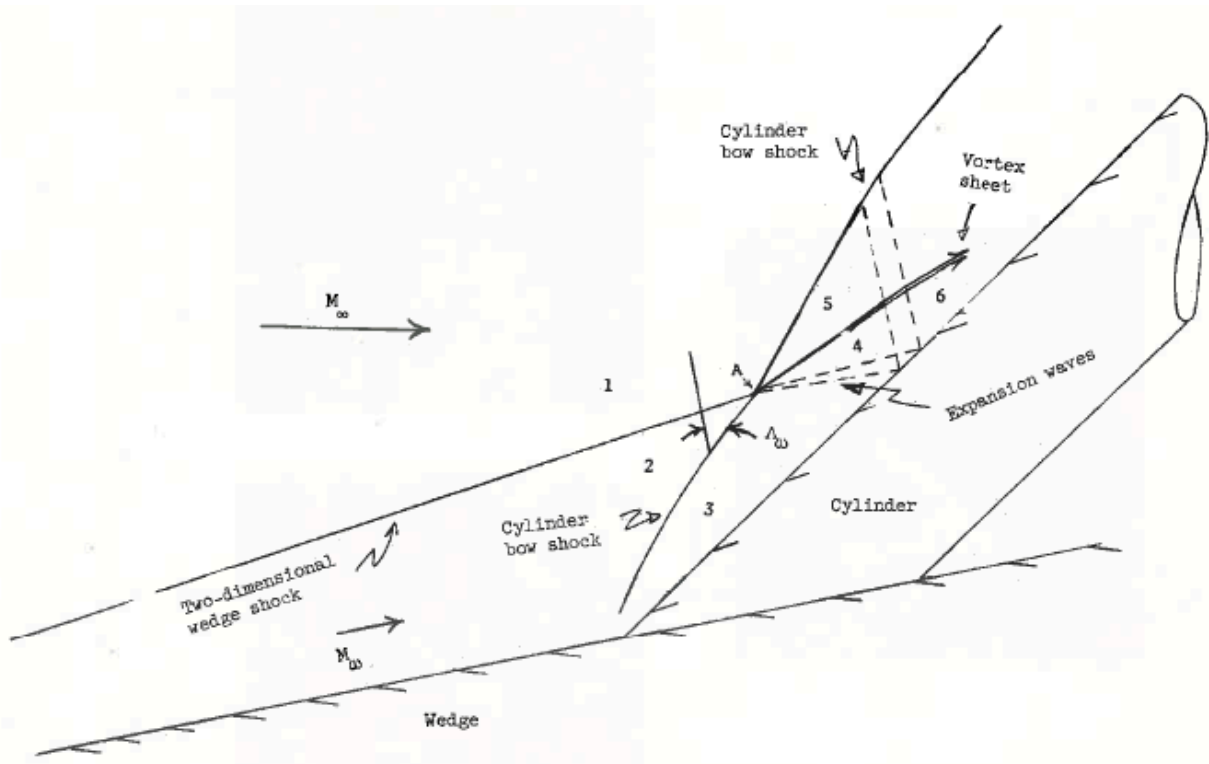 Cylinder
bow shock
Vortex
sheet
M∞
5
6
4
A
1
Expansion waves
Λω
2
Cylinder
bow shock
3
Cylinder
Two-dimensional
wedge shock
Mω
Wedge